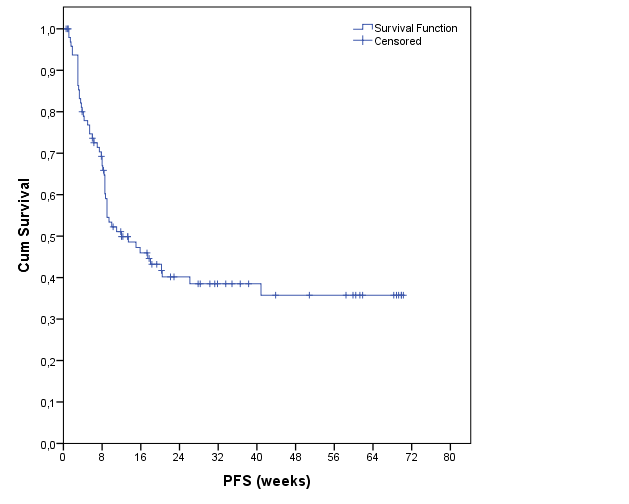 Survival Function
Censored
1,0
0,9
0,8
0,7
0,6
0,5
0,4
0,3
0,2
0,1
0,0
Cum Survival
0 8 16 24 32 40 48 56 64 72 80
PFS (weeks)